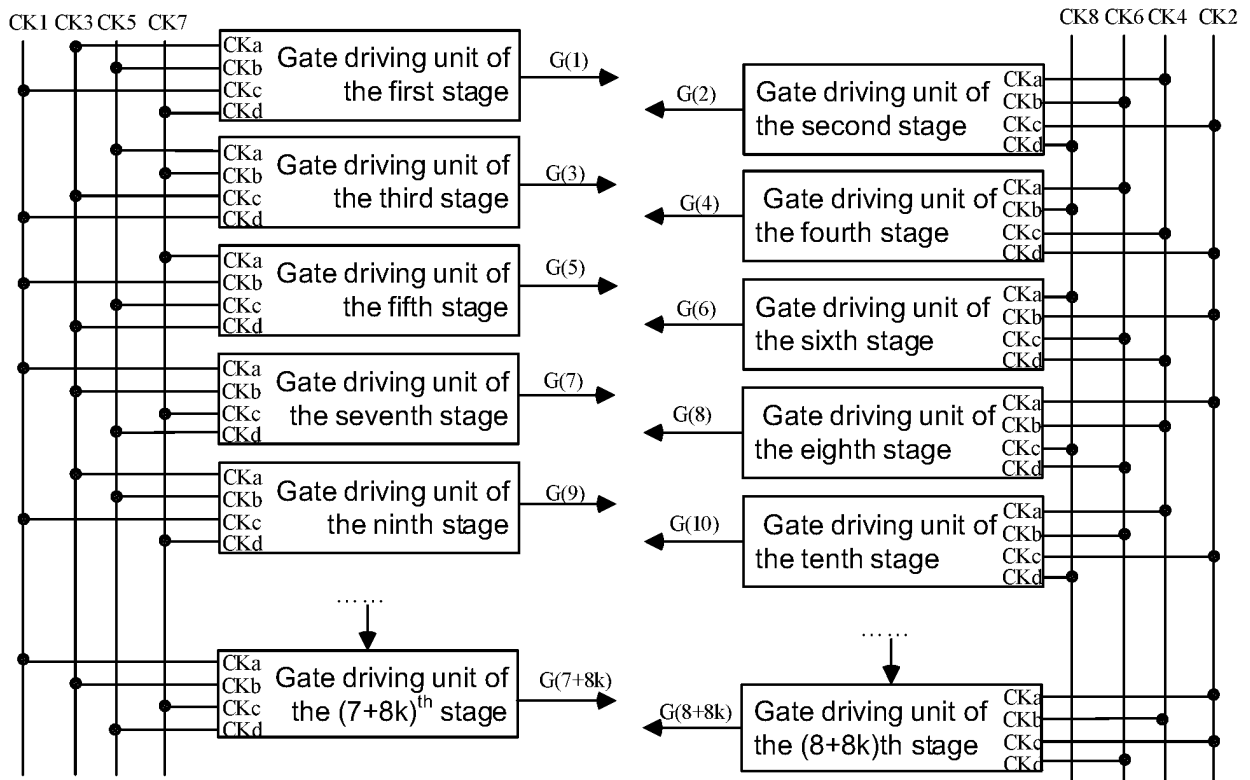 CK1 CK3 CK5 CK7
CK8 CK6 CK4 CK2
CKa
CKb
CKc
CKd
Gate driving unit of
the first stage
G(1)
G(2)
Gate driving unit of
the second stage
CKa
CKb
CKc
CKd
CKa
CKb
CKc
CKd
Gate driving unit of
the third stage
G(3)
G(4)
Gate driving unit of
the fourth stage
CKa
CKb
CKc
CKd
CKa
CKb
CKc
CKd
Gate driving unit of
the fifth stage
G(5)
G(6)
Gate driving unit of
the sixth stage
CKa
CKb
CKc
CKd
CKa
CKb
CKc
CKd
Gate driving unit of
the seventh stage
G(7)
G(8)
Gate driving unit of
the eighth stage
CKa
CKb
CKc
CKd
CKa
CKb
CKc
CKd
Gate driving unit of
the ninth stage
G(9)
G(10)
Gate driving unit of
the tenth stage
CKa
CKb
CKc
CKd
……
……
CKa
CKb
CKc
CKd
Gate driving unit of
the (7+8k)th stage
G(7+8k)
G(8+8k)
Gate driving unit of
the (8+8k)th stage
CKa
CKb
CKc
CKd